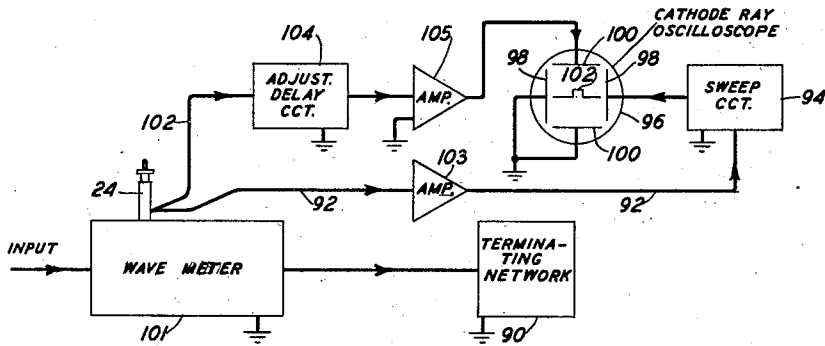 CATHODE RAY
OSCILLOSCOPE
104
105
100
98
102
98
ADJUST.
DELAY
CCT.
AMP.
SWEEP
CCT.
94
96
102
100
103
24
92
AMP.
92
INPUT
WAVE METER
TERMINA-
TING
NETWORK
101
90